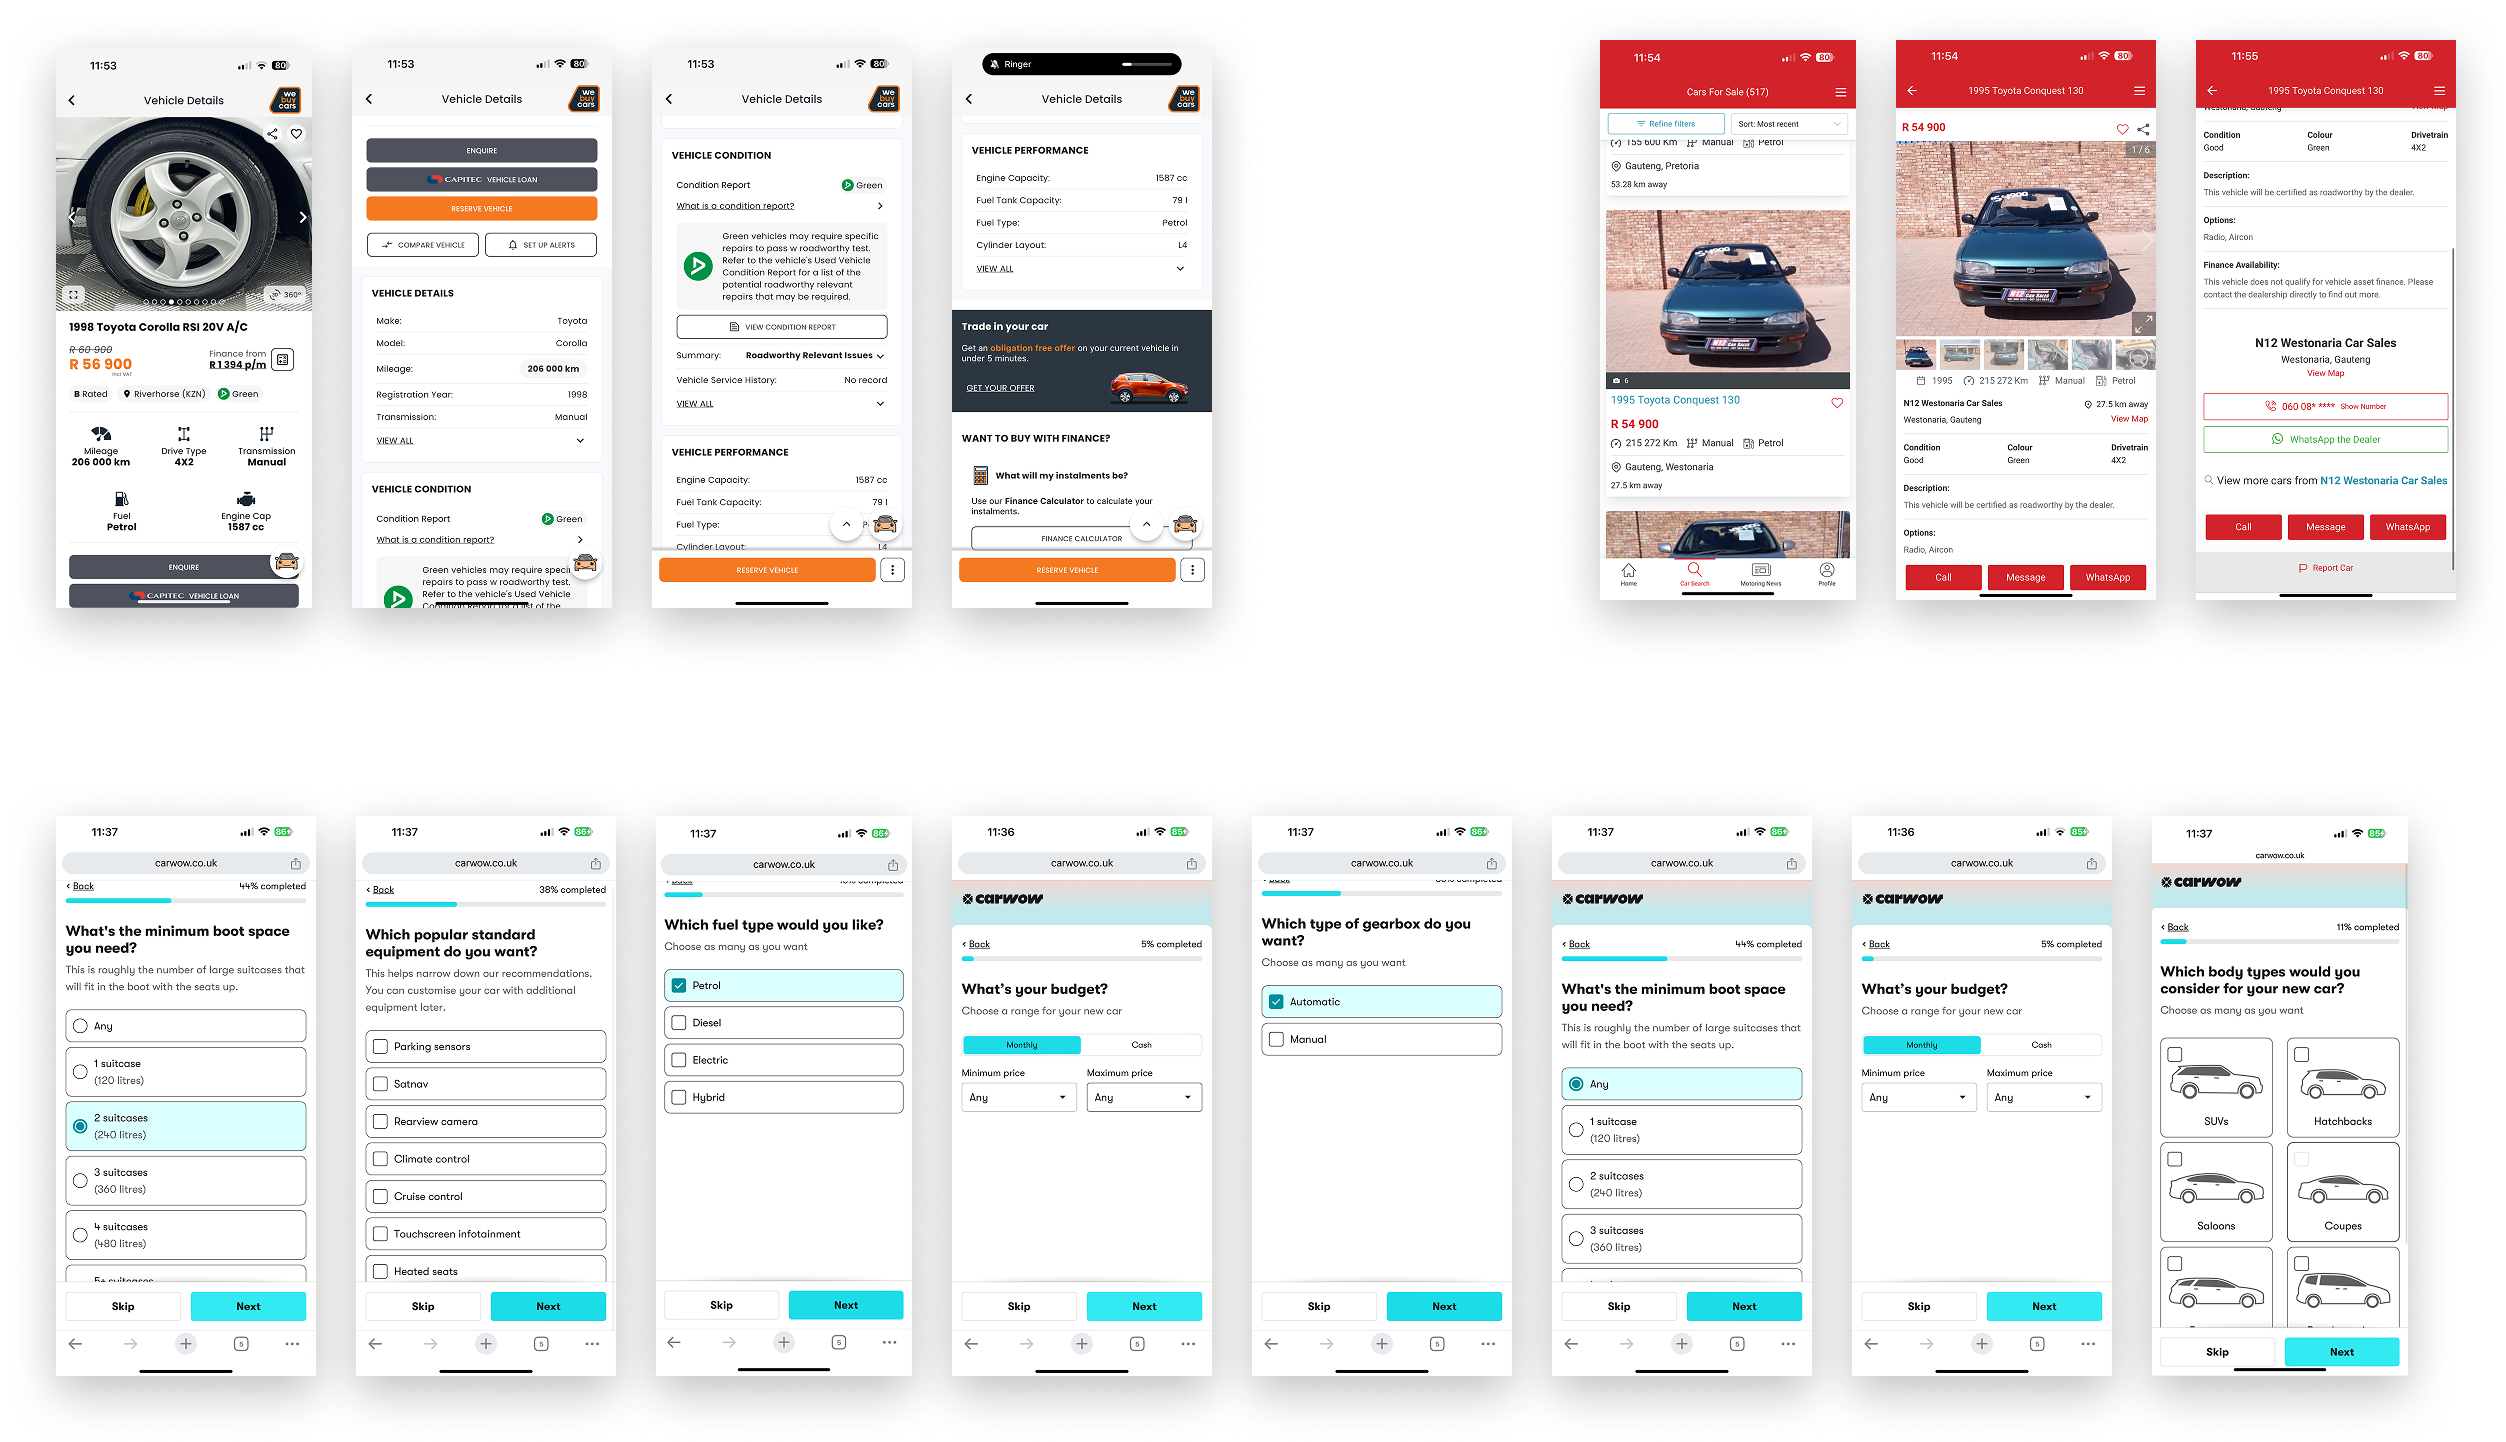 11:53
80
Vehicle Details
we buy cars
360°
1998 Toyota Corolla RSI 20V A/C
R 60 900
R 56 900
incl VAT
Finance from
R 1 394 p/m
B Rated
Riverhorse (KZN)
Green
Mileage
206 000 km
Drive Type
4X2
Transmission
Manual
Fuel
Petrol
Engine Cap
1587 cc
ENQUIRE
CAPITEC VEHICLE LOAN
11:53
80
Vehicle Details
we buy cars
ENQUIRE
CAPITEC VEHICLE LOAN
RESERVE VEHICLE
COMPARE VEHICLE
SET UP ALERTS
VEHICLE DETAILS
Make: Toyota
Model: Corolla
Mileage: 206 000 km
Registration Year: 1998
Transmission: Manual
VIEW ALL
VEHICLE CONDITION
Condition Report Green
What is a condition report?
Green vehicles may require speci
repairs to pass w roadworthy test.
Refer to the vehicle's Used Vehicle
Condition Report for a list of the
11:53
80
Vehicle Details
we buy cars
VEHICLE CONDITION
Condition Report Green
What is a condition report?
Green vehicles may require specific
repairs to pass w roadworthy test.
Refer to the vehicle's Used Vehicle
Condition Report for a list of the
potential roadworthy relevant
repairs that may be required.
VIEW CONDITION REPORT
Summary: Roadworthy Relevant Issues
Vehicle Service History: No record
VIEW ALL
VEHICLE PERFORMANCE
Engine Capacity: 1587 cc
Fuel Tank Capacity: 79 l
Fuel Type: P
Cylinder Layout: L4
RESERVE VEHICLE
Ringer
Vehicle Details
we buy cars
VEHICLE PERFORMANCE
Engine Capacity: 1587 cc
Fuel Tank Capacity: 79 l
Fuel Type: Petrol
Cylinder Layout: L4
VIEW ALL
Trade in your car
Get an obligation free offer on your current vehicle in
under 5 minutes.
GET YOUR OFFER
WANT TO BUY WITH FINANCE?
What will my instalments be?
Use our Finance Calculator to calculate your
instalments.
FINANCE CALCULATOR
RESERVE VEHICLE
11:54
80
Cars For Sale (517)
Refine filters
Sort: Most recent
155 600 Km Manual Petrol
Gauteng, Pretoria
53.28 km away
6
1995 Toyota Conquest 130
R 54 900
215 272 Km Manual Petrol
Gauteng, Westonaria
27.5 km away
Home
Car Search
Motoring News
Profile
11:54
80
1995 Toyota Conquest 130
R 54 900
1 / 6
1995 215 272 Km Manual Petrol
N12 Westonaria Car Sales
27.5 km away
Westonaria, Gauteng
View Map
Condition Colour Drivetrain
Good Green 4X2
Description:
This vehicle will be certified as roadworthy by the dealer.
Options:
Radio, Aircon
Call
Message
WhatsApp
11:55
80
1995 Toyota Conquest 130
Westonaria, Gauteng
View Map
Condition Colour Drivetrain
Good Green 4X2
Description:
This vehicle will be certified as roadworthy by the dealer.
Options:
Radio, Aircon
Finance Availability:
This vehicle does not qualify for vehicle asset finance. Please
contact the dealership directly to find out more.
N12 Westonaria Car Sales
Westonaria, Gauteng
View Map
060 08* **** Show Number
WhatsApp the Dealer
View more cars from N12 Westonaria Car Sales
Call
Message
WhatsApp
Report Car
11:37
86
carwow.co.uk
Back
44% completed
What's the minimum boot space
you need?
This is roughly the number of large suitcases that
will fit in the boot with the seats up.
Any
1 suitcase
(120 litres)
2 suitcases
(240 litres)
3 suitcases
(360 litres)
4 suitcases
(480 litres)
5+ suitcases
Skip
Next
5
11:37
86
carwow.co.uk
Back
38% completed
Which popular standard
equipment do you want?
This helps narrow down our recommendations.
You can customise your car with additional
equipment later.
Parking sensors
Satnav
Rearview camera
Climate control
Cruise control
Touchscreen infotainment
Heated seats
Skip
Next
5
11:37
86
carwow.co.uk
Back
completed
Which fuel type would you like?
Choose as many as you want
Petrol
Diesel
Electric
Hybrid
Skip
Next
5
11:36
85
carwow.co.uk
carwow
Back
5% completed
What's your budget?
Choose a range for your new car
Monthly
Cash
Minimum price
Maximum price
Any
Any
Skip
Next
5
11:37
86
carwow.co.uk
Back
completed
Which type of gearbox do you
want?
Choose as many as you want
Automatic
Manual
Skip
Next
5
11:37
86
carwow.co.uk
carwow
Back
44% completed
What's the minimum boot space
you need?
This is roughly the number of large suitcases that
will fit in the boot with the seats up.
Any
1 suitcase
(120 litres)
2 suitcases
(240 litres)
3 suitcases
(360 litres)
Skip
Next
5
11:36
85
carwow.co.uk
carwow
Back
5% completed
What's your budget?
Choose a range for your new car
Monthly
Cash
Minimum price
Maximum price
Any
Any
Skip
Next
5
11:37
85
carwow.co.uk
carwow
Back
11% completed
Which body types would you
consider for your new car?
Choose as many as you want
SUVs
Hatchbacks
Saloons
Coupes
Skip
Next